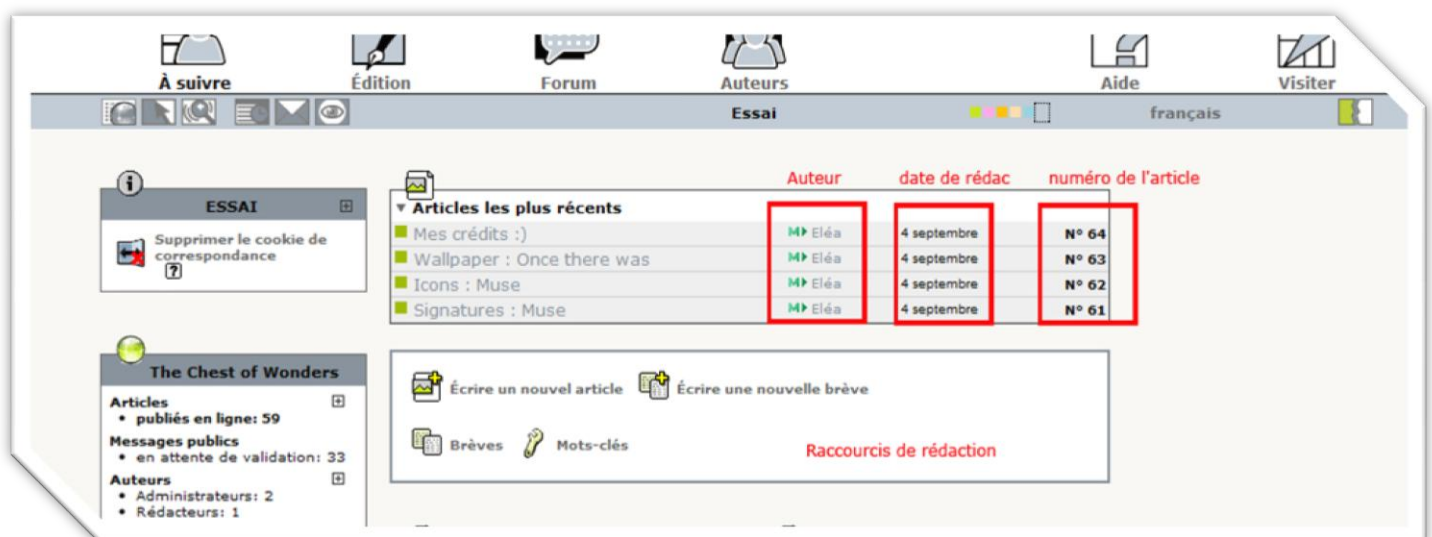 À suivre Édition Forum Auteurs Aide Visiter
Essai français
Auteur date de rédac numéro de l'article
ESSAI
Supprimer le cookie de
correspondance
?
Articles les plus récents
Mes crédits :) Eléa 4 septembre N° 64
Wallpaper : Once there was Eléa 4 septembre N° 63
Icons : Muse Eléa 4 septembre N° 62
Signatures : Muse Eléa 4 septembre N° 61
The Chest of Wonders
Articles
• publiés en ligne: 59
Messages publics
• en attente de validation: 33
Auteurs
• Administrateurs: 2
• Rédacteurs: 1
Écrire un nouvel article Écrire une nouvelle brève
Brèves Mots-clés
Raccourcis de rédaction